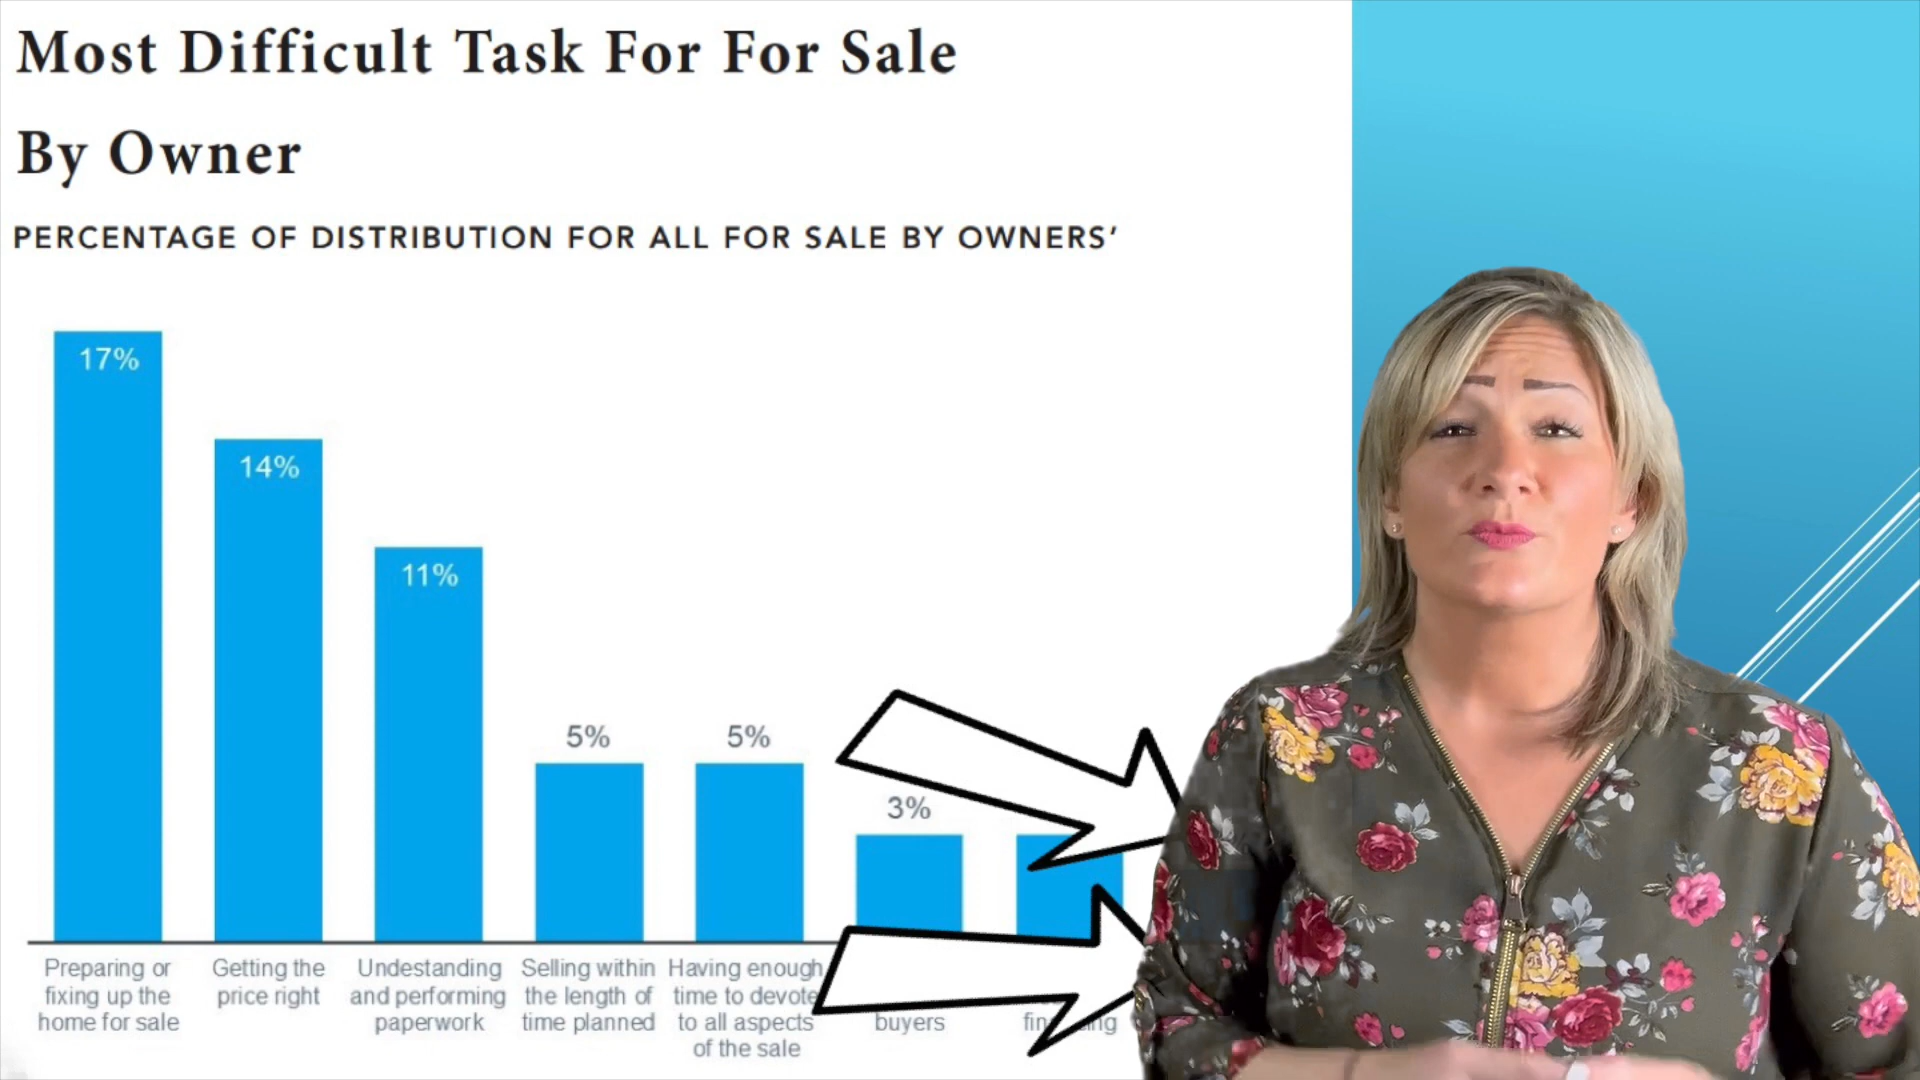 Most Difficult Task For For Sale
By Owner
PERCENTAGE OF DISTRIBUTION FOR ALL FOR SALE BY OWNERS’
17%
14%
11%
5%
5%
3%
Preparing or
fixing up the
home for sale
Getting the
price right
Undestanding
and performing
paperwork
Selling within
the length of
time planned
Having enough
time to devote
to all aspects
of the sale
buyers